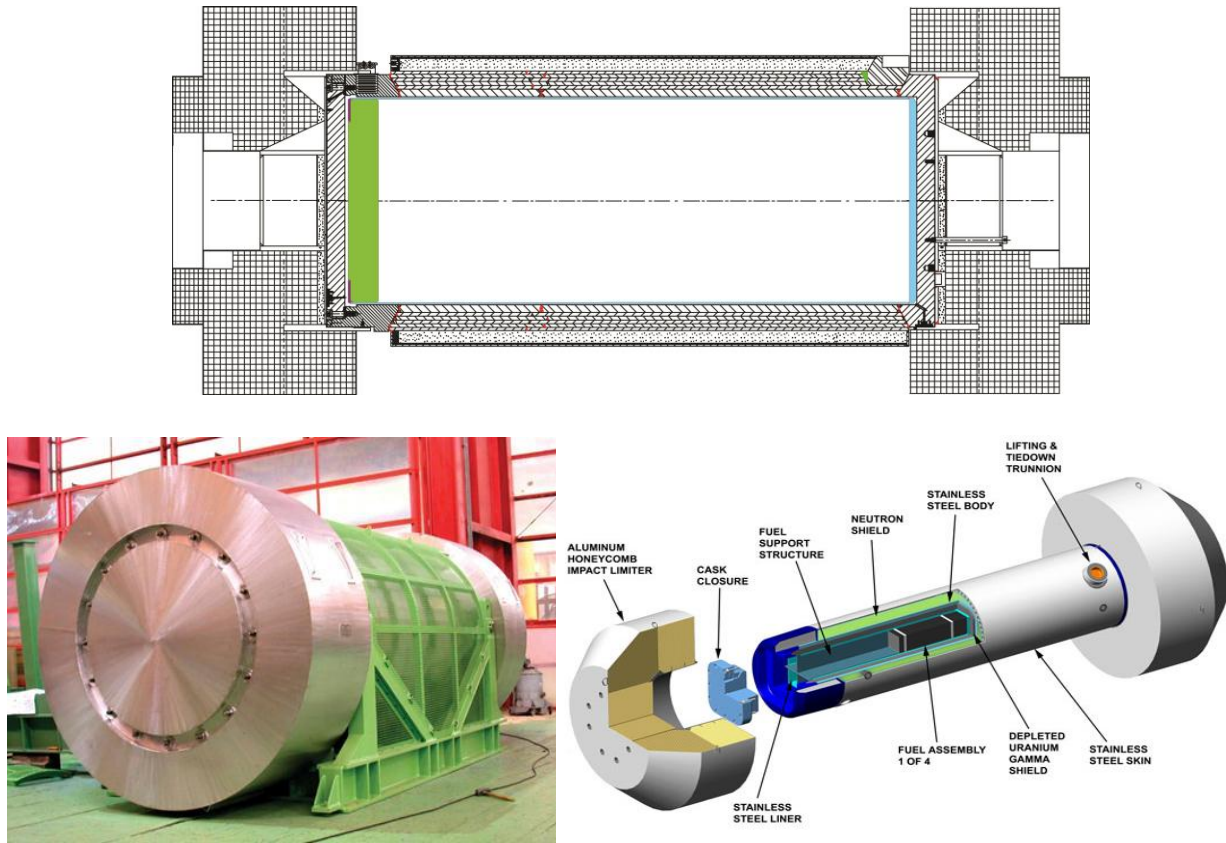 LIFTING &
TIEDOWN
TRUNNION
STAINLESS
STEEL BODY
NEUTRON
SHIELD
FUEL
SUPPORT
STRUCTURE
ALUMINUM
HONEYCOMB
IMPACT LIMITER
CASK
CLOSURE
FUEL ASSEMBLY
1 OF 4
DEPLETED
URANIUM
GAMMA
SHIELD
STAINLESS
STEEL SKIN
STAINLESS
STEEL LINER